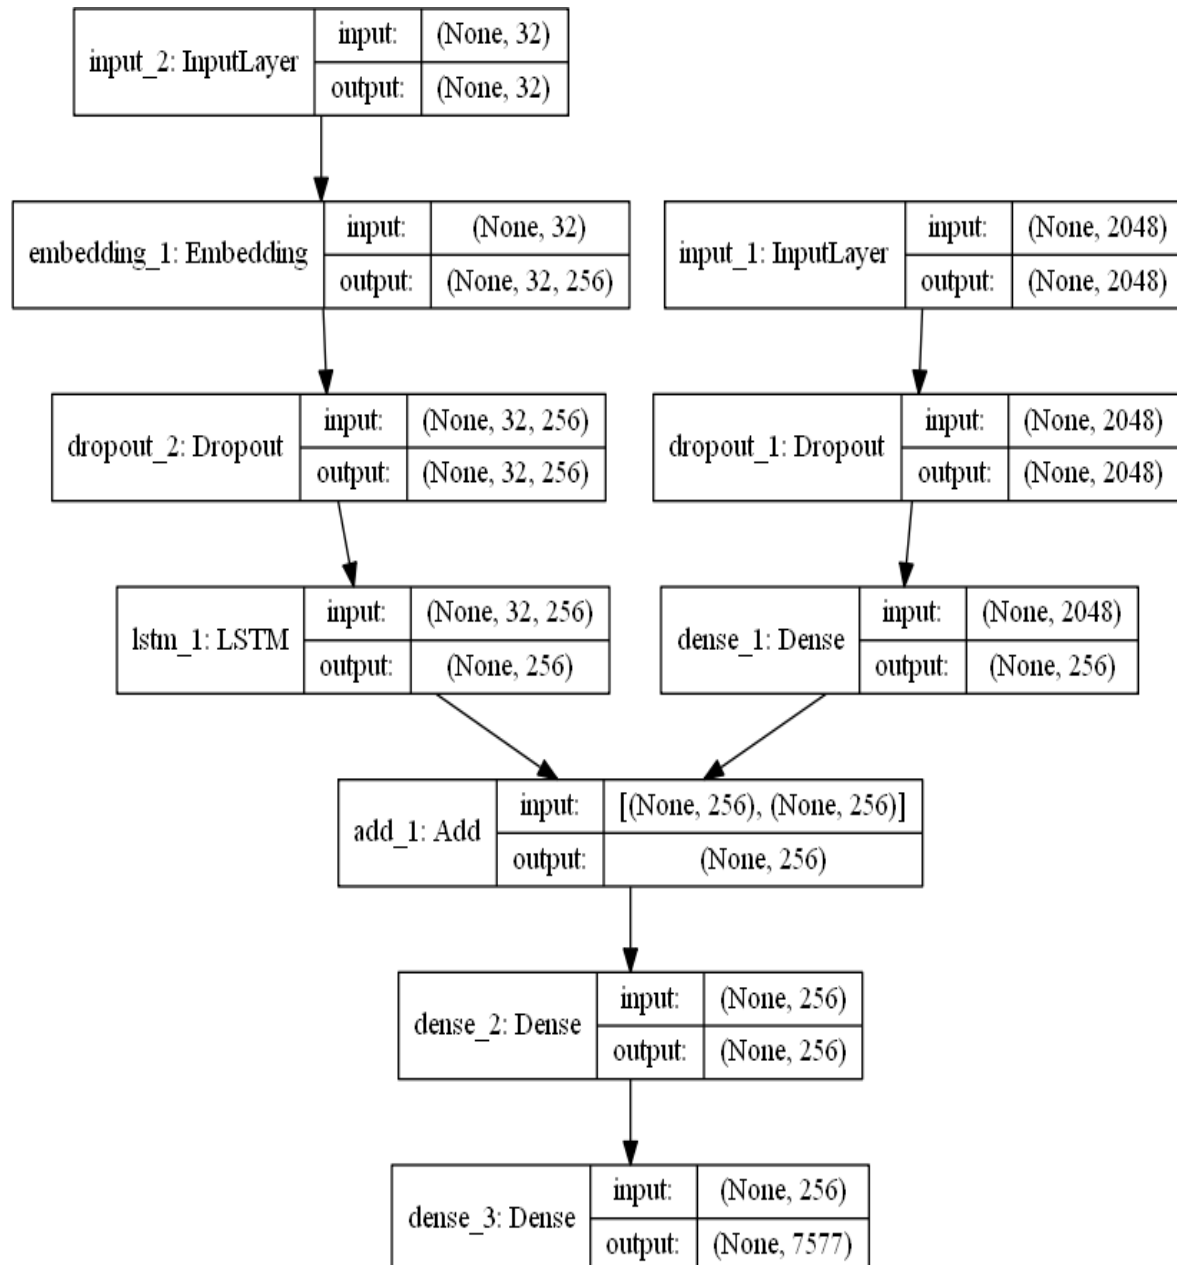 input_2: InputLayer
input: (None, 32)
output: (None, 32)
embedding_1: Embedding
input: (None, 32)
output: (None, 32, 256)
input_1: InputLayer
input: (None, 2048)
output: (None, 2048)
dropout_2: Dropout
input: (None, 32, 256)
output: (None, 32, 256)
dropout_1: Dropout
input: (None, 2048)
output: (None, 2048)
lstm_1: LSTM
input: (None, 32, 256)
output: (None, 256)
dense_1: Dense
input: (None, 2048)
output: (None, 256)
add_1: Add
input: [(None, 256), (None, 256)]
output: (None, 256)
dense_2: Dense
input: (None, 256)
output: (None, 256)
dense_3: Dense
input: (None, 256)
output: (None, 7577)